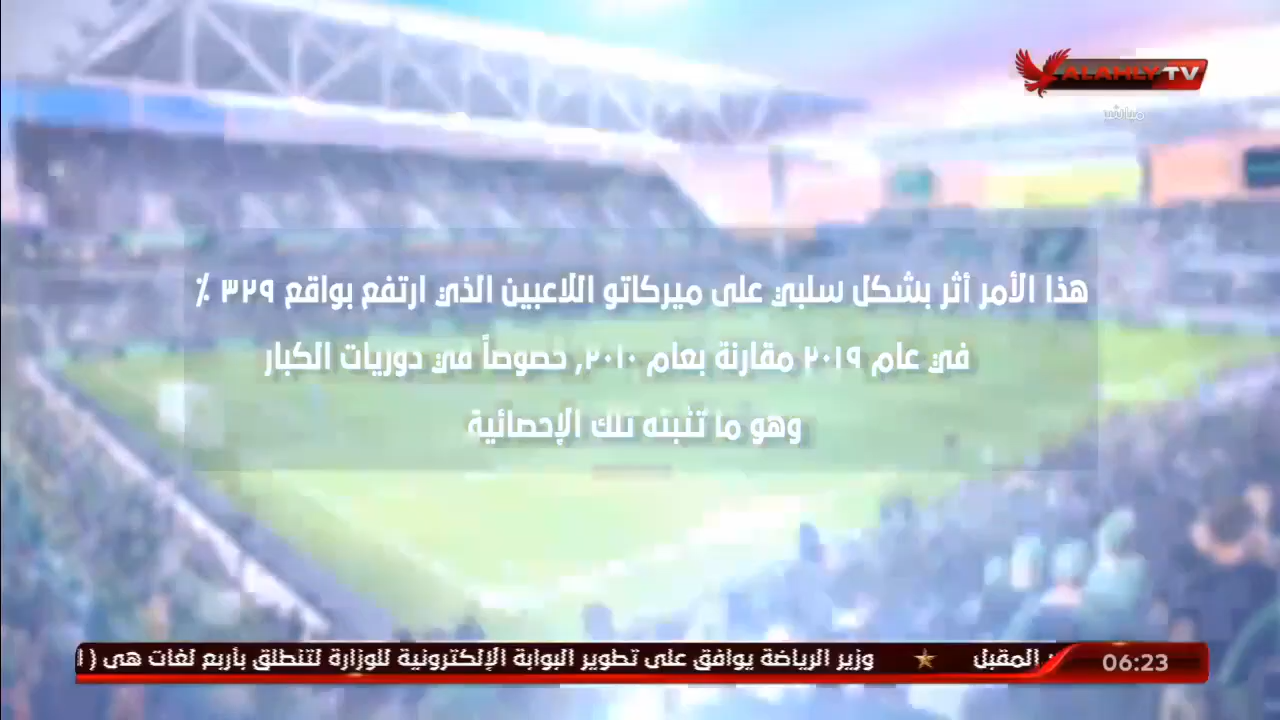 ALAHLY TV
مباشر
هذا الأمر أثر بشكل سلبي على ميركاتو اللاعبين الذي ارتفع بواقع ٣٢٩ ٪
في عام ٢٠١٩ مقارنة بعام ٢٠١٠, خصوصاً في دوريات الكبار
وهو ما تثبته تلك الإحصائية
المقبل ★ وزير الرياضة يوافق على تطوير البوابة الإلكترونية للوزارة لتنطلق بأربع لغات هى (
06:23